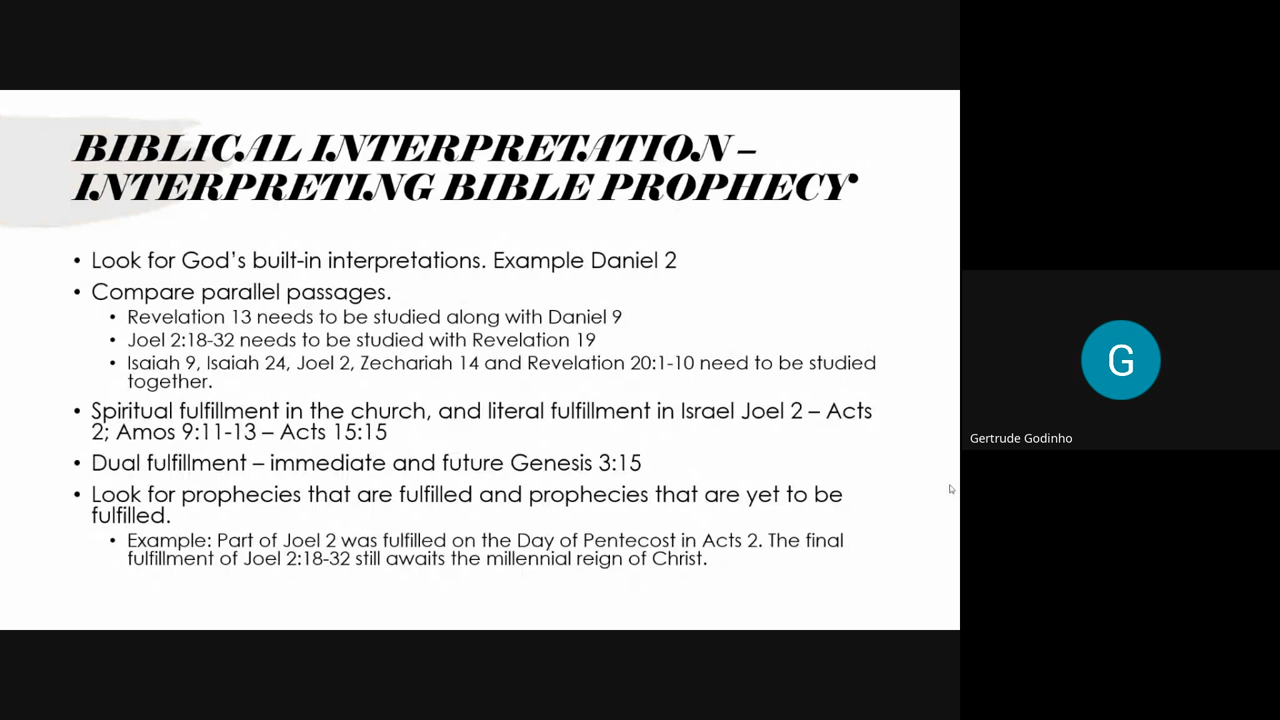 BIBLICAL INTERPRETATION –
INTERPRETING BIBLE PROPHECY
• Look for God's built-in interpretations. Example Daniel 2
• Compare parallel passages.
• Revelation 13 needs to be studied along with Daniel 9
• Joel 2:18-32 needs to be studied with Revelation 19
• Isaiah 9, Isaiah 24, Joel 2, Zechariah 14 and Revelation 20:1-10 need to be studied
together.
• Spiritual fulfillment in the church, and literal fulfillment in Israel Joel 2 – Acts
2; Amos 9:11-13 – Acts 15:15
• Dual fulfillment – immediate and future Genesis 3:15
• Look for prophecies that are fulfilled and prophecies that are yet to be
fulfilled.
• Example: Part of Joel 2 was fulfilled on the Day of Pentecost in Acts 2. The final
fulfillment of Joel 2:18-32 still awaits the millennial reign of Christ.
G
Gertrude Godinho